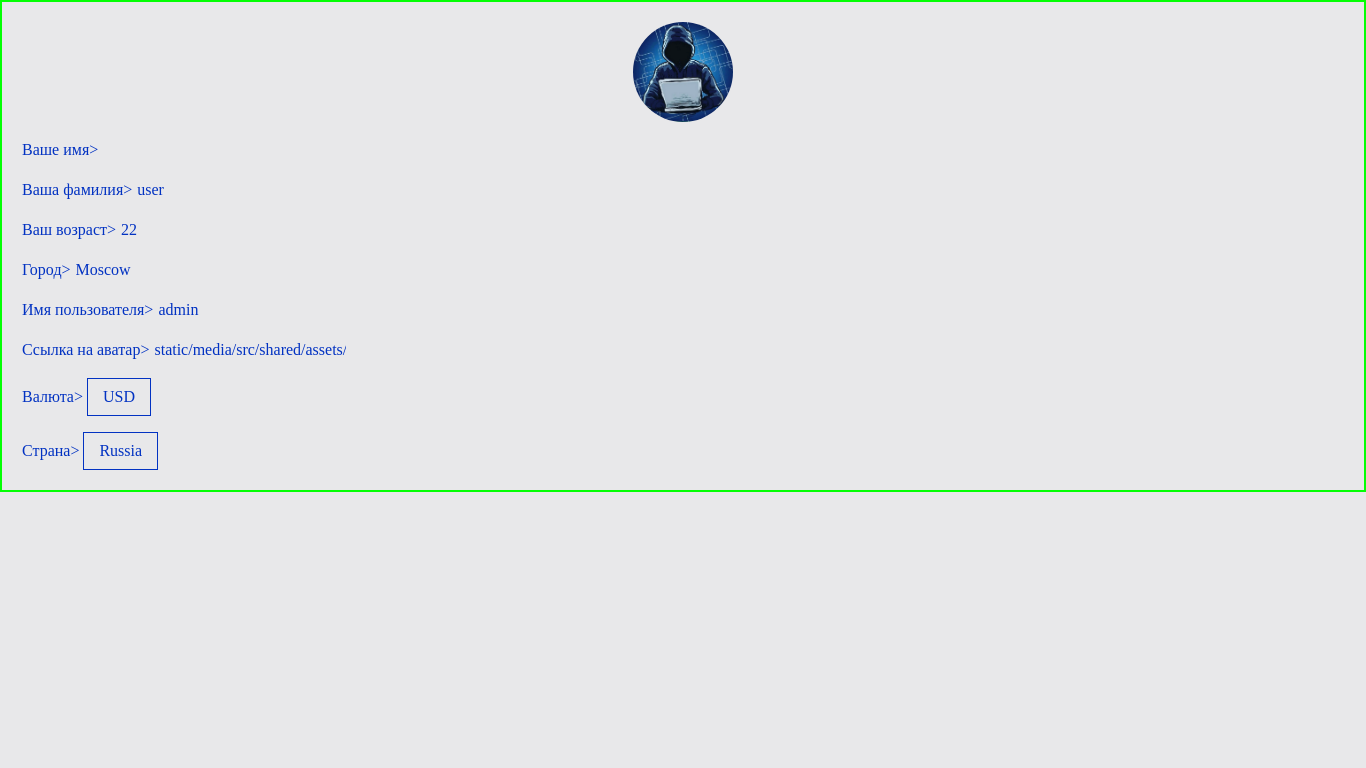 Ваше имя>
Ваша фамилия> user
Ваш возраст> 22
Город> Moscow
Имя пользователя> admin
Ссылка на аватар> static/media/src/shared/assets/
Валюта> USD
Страна> Russia